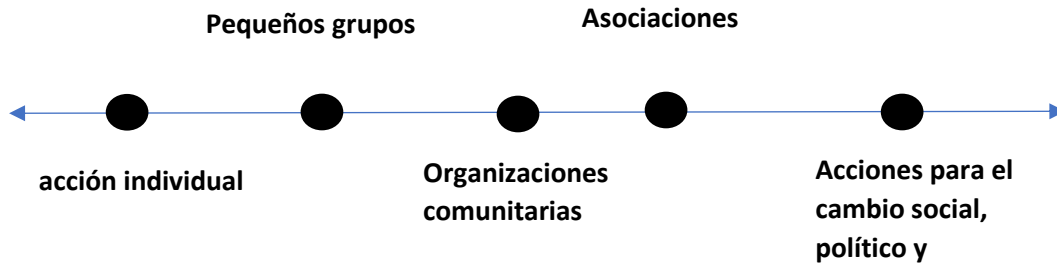 Pequeños grupos
Asociaciones
acción individual
Organizaciones
comunitarias
Acciones para el
cambio social,
político y